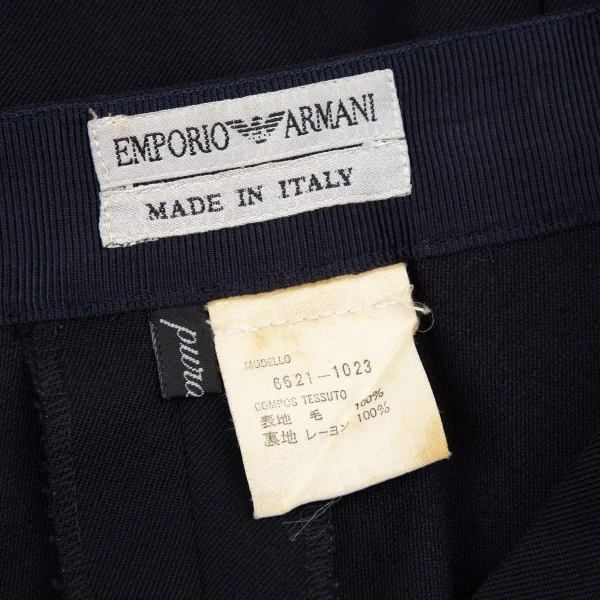 EMPORIO ARMANI
MADE IN ITALY
pura
MODELLO
6621-1023
COMPOS TESSUTO
表地 毛 100%
裏地 レーヨン 100%